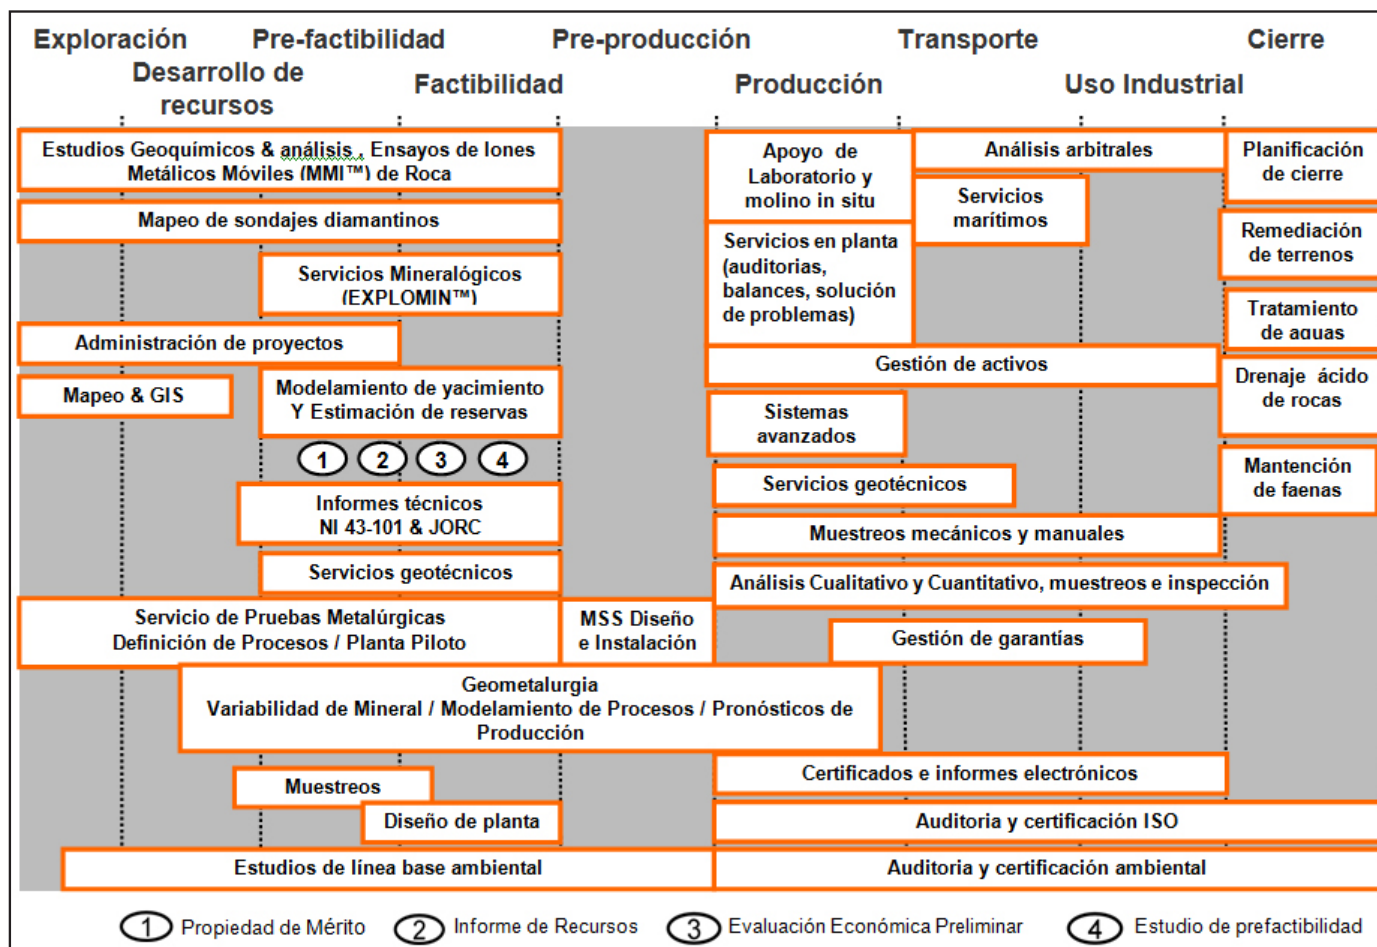 Exploración
Pre-factibilidad
Pre-producción
Transporte
Cierre
Desarrollo de
recursos
Factibilidad
Producción
Uso Industrial
Estudios Geoquímicos & análisis , Ensayos de Iones
Metálicos Móviles (MMI™) de Roca
Mapeo de sondajes diamantinos
Servicios Mineralógicos
(EXPLOMIN™)
Administración de proyectos
Mapeo & GIS
Modelamiento de yacimiento
Y Estimación de reservas
1 2 3 4
Informes técnicos
NI 43-101 & JORC
Servicios geotécnicos
Servicio de Pruebas Metalúrgicas
Definición de Procesos / Planta Piloto
MSS Diseño
e Instalación
Geometalurgia
Variabilidad de Mineral / Modelamiento de Procesos / Pronósticos de
Producción
Muestreos
Diseño de planta
Estudios de línea base ambiental
Apoyo de
Laboratorio y
molino in situ
Servicios en planta
(auditorias,
balances, solución
de problemas)
Análisis arbitrales
Servicios
marítimos
Gestión de activos
Sistemas
avanzados
Servicios geotécnicos
Muestreos mecánicos y manuales
Análisis Cualitativo y Cuantitativo, muestreos e inspección
Gestión de garantías
Certificados e informes electrónicos
Auditoria y certificación ISO
Auditoria y certificación ambiental
Planificación
de cierre
Remediación
de terrenos
Tratamiento
de aguas
Drenaje ácido
de rocas
Mantención
de faenas
1 Propiedad de Mérito
2 Informe de Recursos
3 Evaluación Económica Preliminar
4 Estudio de prefactibilidad